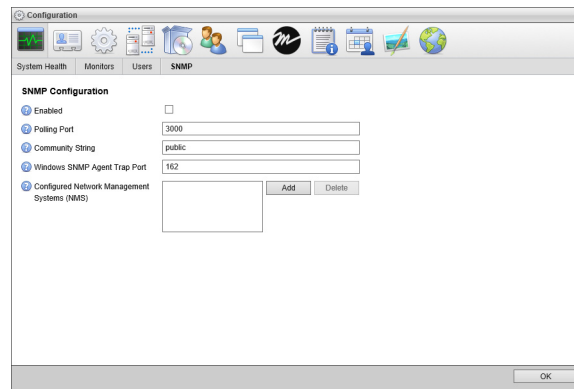 Configuration
System Health Monitors Users SNMP
SNMP Configuration
Enabled
Polling Port 3000
Community String public
Windows SNMP Agent Trap Port 162
Configured Network Management Add Delete
Systems (NMS)
OK